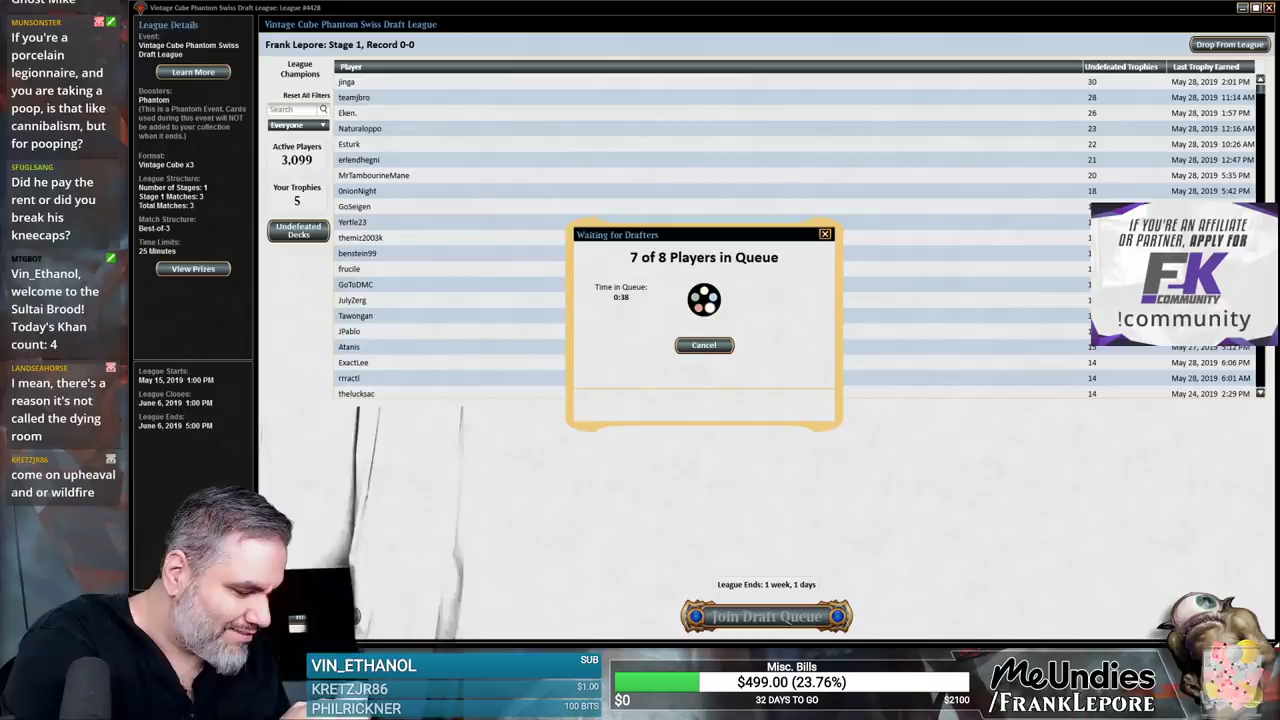 Ghost Mike
MUNSONSTER
If you're a
porcelain
legionnaire, and
you are taking a
poop, is that like
cannibalism, but
for pooping?
SFUGLSANG
Did he pay the
rent or did you
break his
kneecaps?
MTGBOT
Vin_Ethanol,
welcome to the
Sultai Brood!
Today's Khan
count: 4
LANDSEAHORSE
I mean, there's a
reason it's not
called the dying
room
KRETZJR86
come on upheaval
and or wildfire
Vintage Cube Phantom Swiss Draft League: League #4428
League Details
Event:
Vintage Cube Phantom Swiss
Draft League
Learn More
Boosters:
Phantom
(This is a Phantom Event. Cards
used during this event will NOT
be added to your collection
when it ends.)
Format:
Vintage Cube x3
League Structure:
Number of Stages: 1
Stage 1 Matches: 3
Total Matches: 3
Match Structure:
Best-of-3
Time Limits:
25 Minutes
View Prizes
League Starts:
May 15, 2019 1:00 PM
League Closes:
June 6, 2019 1:00 PM
League Ends:
June 6, 2019 5:00 PM
Vintage Cube Phantom Swiss Draft League
Frank Lepore: Stage 1, Record 0-0
Drop From League
League
Champions
Reset All Filters
Search
Everyone
Active Players
3,099
Your Trophies
5
Undefeated
Decks
Player Undefeated Trophies Last Trophy Earned
jinga 30 May 28, 2019 2:01 PM
teamjbro 28 May 28, 2019 11:14 AM
Eken. 26 May 28, 2019 1:57 PM
Naturaloppo 23 May 28, 2019 12:16 AM
Esturk 22 May 28, 2019 10:26 AM
erlendhegni 21 May 28, 2019 12:47 PM
MrTambourineMane 20 May 28, 2019 5:35 PM
0nionNight 18 May 28, 2019 5:42 PM
GoSeigen
Yertle23
themiz2003k
benstein99
frucile
GoToDMC
JulyZerg
Tawongan
JPablo
Atanis
ExactLee 14 May 28, 2019 6:06 PM
rrractl 14 May 28, 2019 6:01 AM
thelucksac 14 May 24, 2019 2:29 PM
Waiting for Drafters
7 of 8 Players in Queue
Time in Queue:
0:38
Cancel
IF YOU'RE AN AFFILIATE
OR PARTNER, APPLY FOR
FK
COMMUNITY
!community
League Ends: 1 week, 1 days
Join Draft Queue
VIN_ETHANOL SUB
KRETZJR86 $1.00
PHILRICKNER 100 BITS
Misc. Bills
$499.00 (23.76%)
$0 32 DAYS TO GO $2100
MeUndies
/FRANKLEPORE